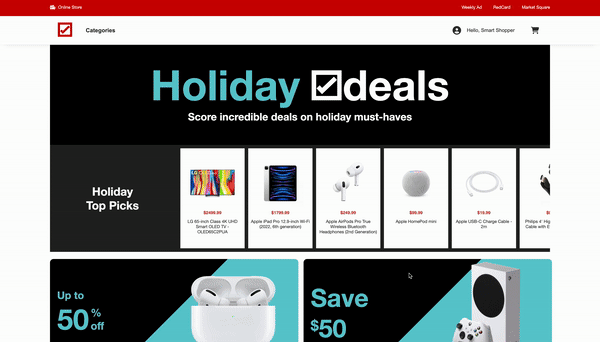 Online Store
Weekly Ad
RedCard
Market Square
Categories
Hello, Smart Shopper
Holiday deals
Score incredible deals on holiday must-haves
Holiday
Top Picks
$2499.99
LG 65-inch Class 4K UHD
Smart OLED TV -
OLED65C2PUA
$1799.99
Apple iPad Pro 12.9-inch Wi-Fi
(2022, 6th generation)
$249.99
Apple AirPods Pro True
Wireless Bluetooth
Headphones (2nd Generation)
$99.99
Apple HomePod mini
$19.99
Apple USB-C Charge Cable -
2m
Philips 4' Hig
Cable with E
Up to
50% off
Save
$50